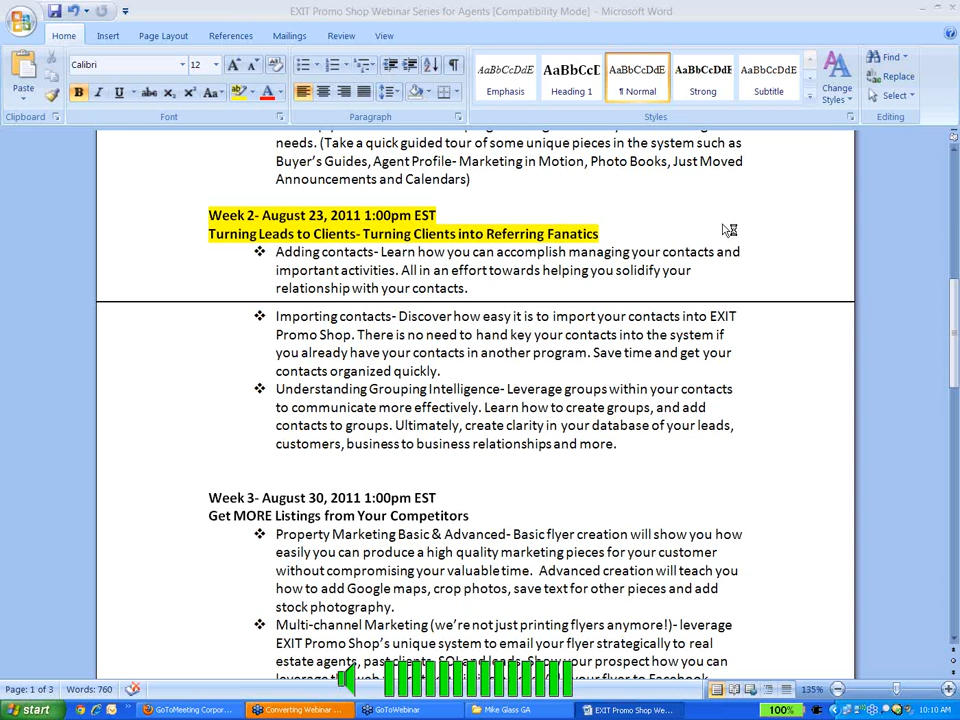 EXIT Promo Shop Webinar Series for Agents [Compatibility Mode] - Microsoft Word
Home Insert Page Layout References Mailings Review View
Calibri 12
Paste
Clipboard Font Paragraph Styles Editing
AaBbCcDdE AaBbCcD AaBbCcDdE AaBbCcDdE AaBbCcDdE
Emphasis Heading 1 ¶ Normal Strong Subtitle
Change
Styles
Find
Replace
Select
needs. (Take a quick guided tour of some unique pieces in the system such as
Buyer's Guides, Agent Profile- Marketing in Motion, Photo Books, Just Moved
Announcements and Calendars)
Week 2- August 23, 2011 1:00pm EST
Turning Leads to Clients- Turning Clients into Referring Fanatics
❖ Adding contacts- Learn how you can accomplish managing your contacts and
important activities. All in an effort towards helping you solidify your
relationship with your contacts.
❖ Importing contacts- Discover how easy it is to import your contacts into EXIT
Promo Shop. There is no need to hand key your contacts into the system if
you already have your contacts in another program. Save time and get your
contacts organized quickly.
❖ Understanding Grouping Intelligence- Leverage groups within your contacts
to communicate more effectively. Learn how to create groups, and add
contacts to groups. Ultimately, create clarity in your database of your leads,
customers, business to business relationships and more.
Week 3- August 30, 2011 1:00pm EST
Get MORE Listings from Your Competitors
❖ Property Marketing Basic & Advanced- Basic flyer creation will show you how
easily you can produce a high quality marketing pieces for your customer
without compromising your valuable time. Advanced creation will teach you
how to add Google maps, crop photos, save text for other pieces and add
stock photography.
❖ Multi-channel Marketing (we're not just printing flyers anymore!)- leverage
EXIT Promo Shop's unique system to email your flyer strategically to real
estate agents, past clients, SOI and leads. Show your prospect how you can
your flyer to Facebook
Page: 1 of 3 Words: 760 135%
start GoToMeeting Corpor... Converting Webinar ... GoToWebinar Mike Glass GA EXIT Promo Shop We... 100% 10:10 AM